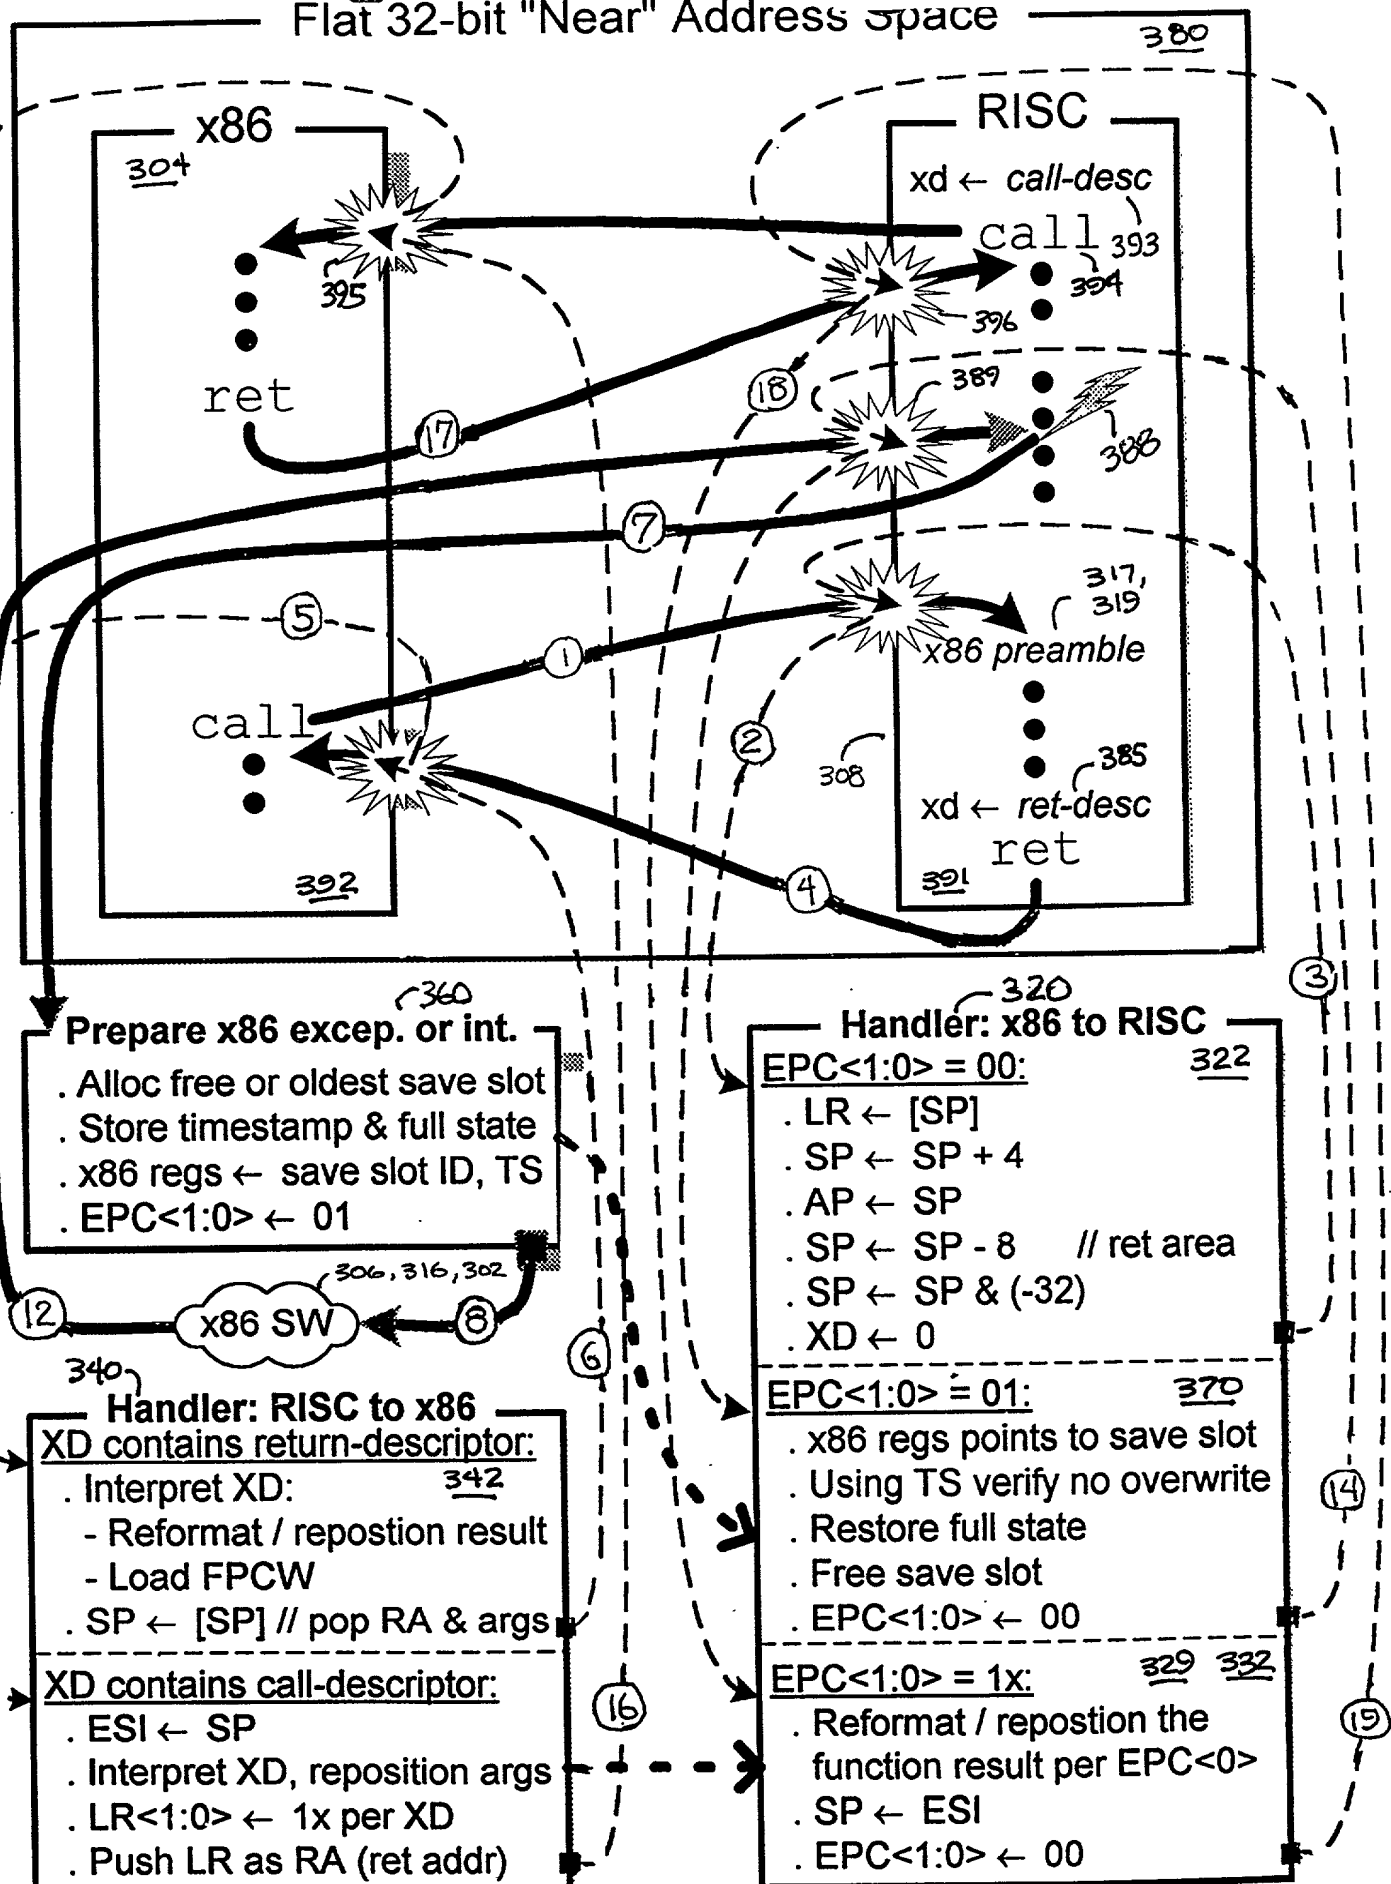 Flat 32-bit "Near" Address Space
380
x86
304
RISC
xd ← call-desc
call
393
394
395
396
ret
18
389
17
388
7
317,
319
5
1
x86 preamble
call
2
308
385
xd ← ret-desc
ret
392
4
391
3
360
Prepare x86 excep. or int.
. Alloc free or oldest save slot
. Store timestamp & full state
. x86 regs ← save slot ID, TS
. EPC<1:0> ← 01
306, 316, 302
12
x86 SW
8
6
340
Handler: RISC to x86
XD contains return-descriptor:
342
. Interpret XD:
- Reformat / repostion result
- Load FPCW
. SP ← [SP] // pop RA & args
XD contains call-descriptor:
. ESI ← SP
. Interpret XD, reposition args
. LR<1:0> ← 1x per XD
. Push LR as RA (ret addr)
16
320
Handler: x86 to RISC
EPC<1:0> = 00:
322
. LR ← [SP]
. SP ← SP + 4
. AP ← SP
. SP ← SP - 8 // ret area
. SP ← SP & (-32)
. XD ← 0
EPC<1:0> = 01:
370
. x86 regs points to save slot
. Using TS verify no overwrite
. Restore full state
. Free save slot
. EPC<1:0> ← 00
14
EPC<1:0> = 1x:
329 332
. Reformat / repostion the
function result per EPC<0>
. SP ← ESI
. EPC<1:0> ← 00
19